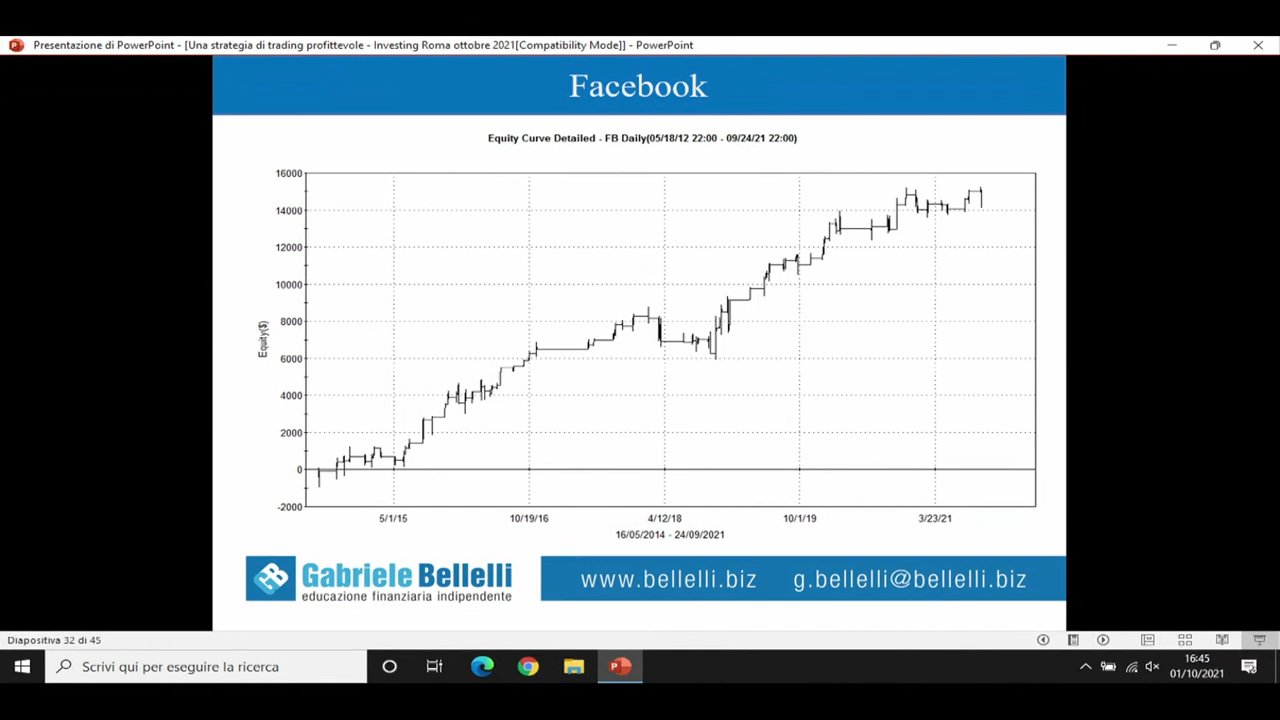 Presentazione di PowerPoint - [Una strategia di trading profittevole - Investing Roma ottobre 2021[Compatibility Mode]] - PowerPoint
Facebook
Equity Curve Detailed - FB Daily(05/18/12 22:00 - 09/24/21 22:00)
16000
14000
12000
10000
8000
6000
4000
2000
0
-2000
Equity($)
5/1/15
10/19/16
4/12/18
10/1/19
3/23/21
16/05/2014 - 24/09/2021
Gabriele Bellelli
educazione finanziaria indipendente
www.bellelli.biz g.bellelli@bellelli.biz
Diapositiva 32 di 45
Scrivi qui per eseguire la ricerca
16:45
01/10/2021